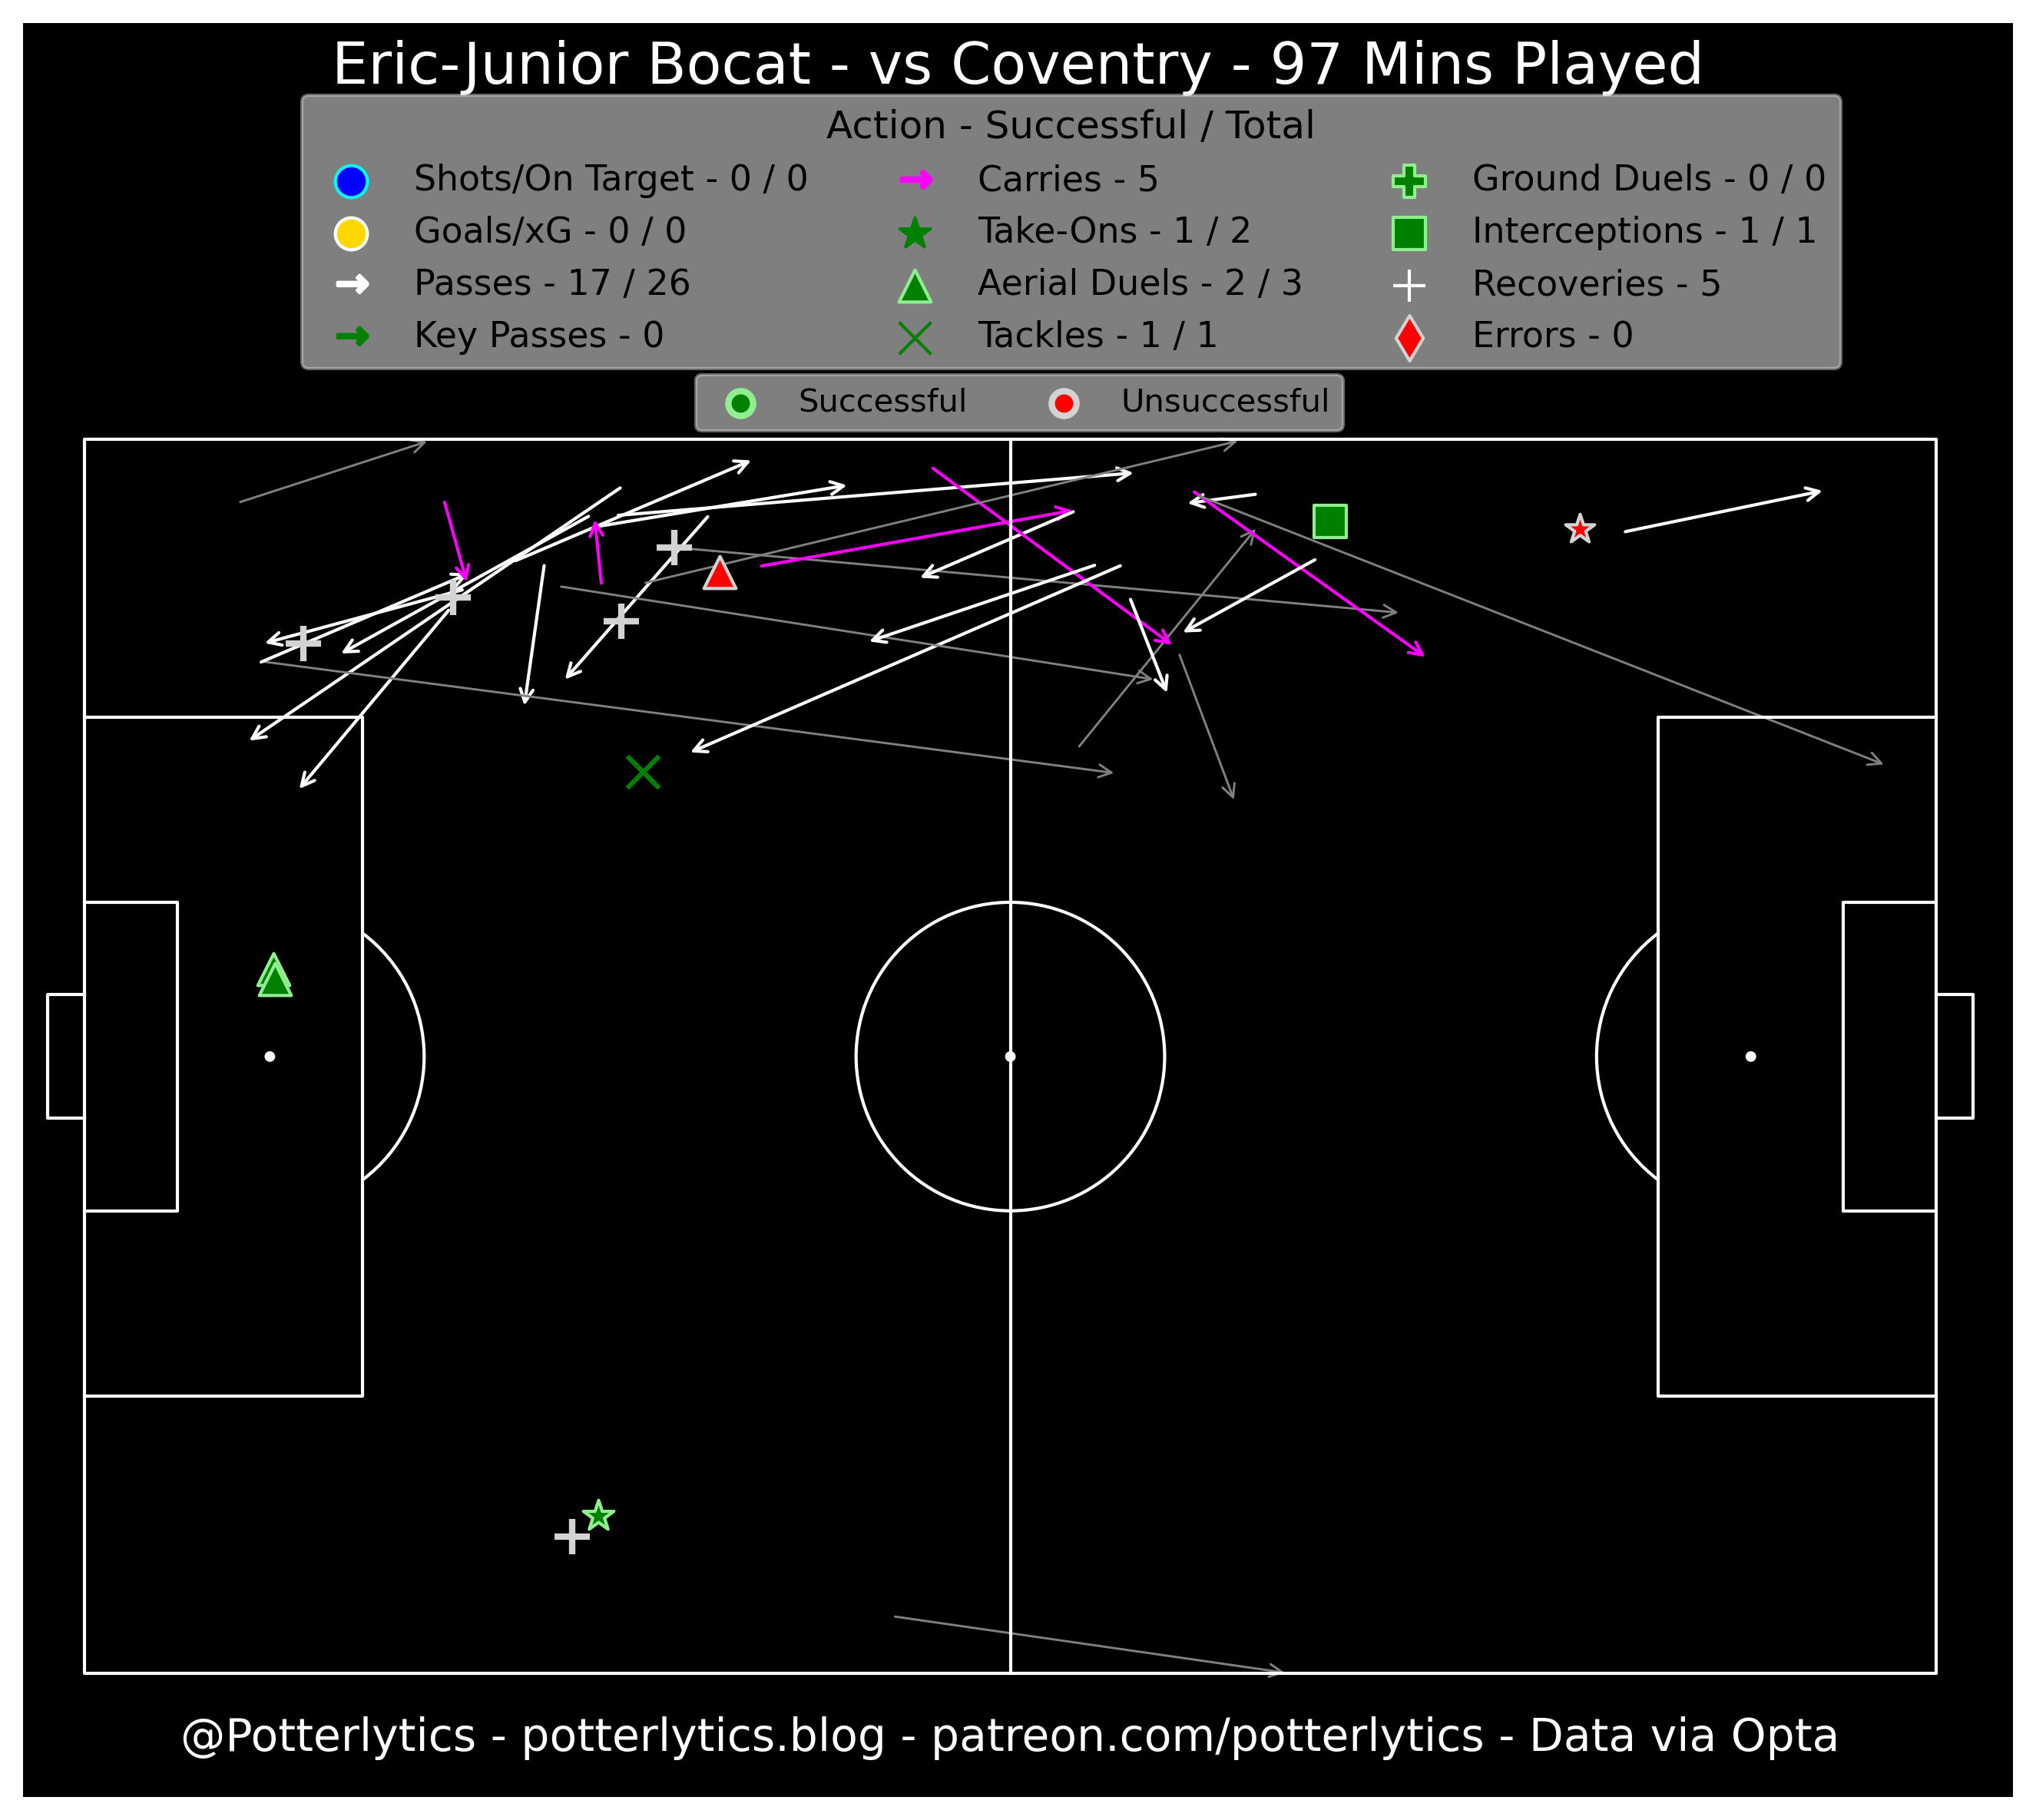 Eric-Junior Bocat - vs Coventry - 97 Mins Played
Action - Successful / Total
Shots/On Target - 0 / 0
Goals/xG - 0 / 0
Passes - 17 / 26
Key Passes - 0
Carries - 5
Take-Ons - 1 / 2
Aerial Duels - 2 / 3
Tackles - 1 / 1
Ground Duels - 0 / 0
Interceptions - 1 / 1
Recoveries - 5
Errors - 0
Successful
Unsuccessful
@Potterlytics - potterlytics.blog - patreon.com/potterlytics - Data via Opta